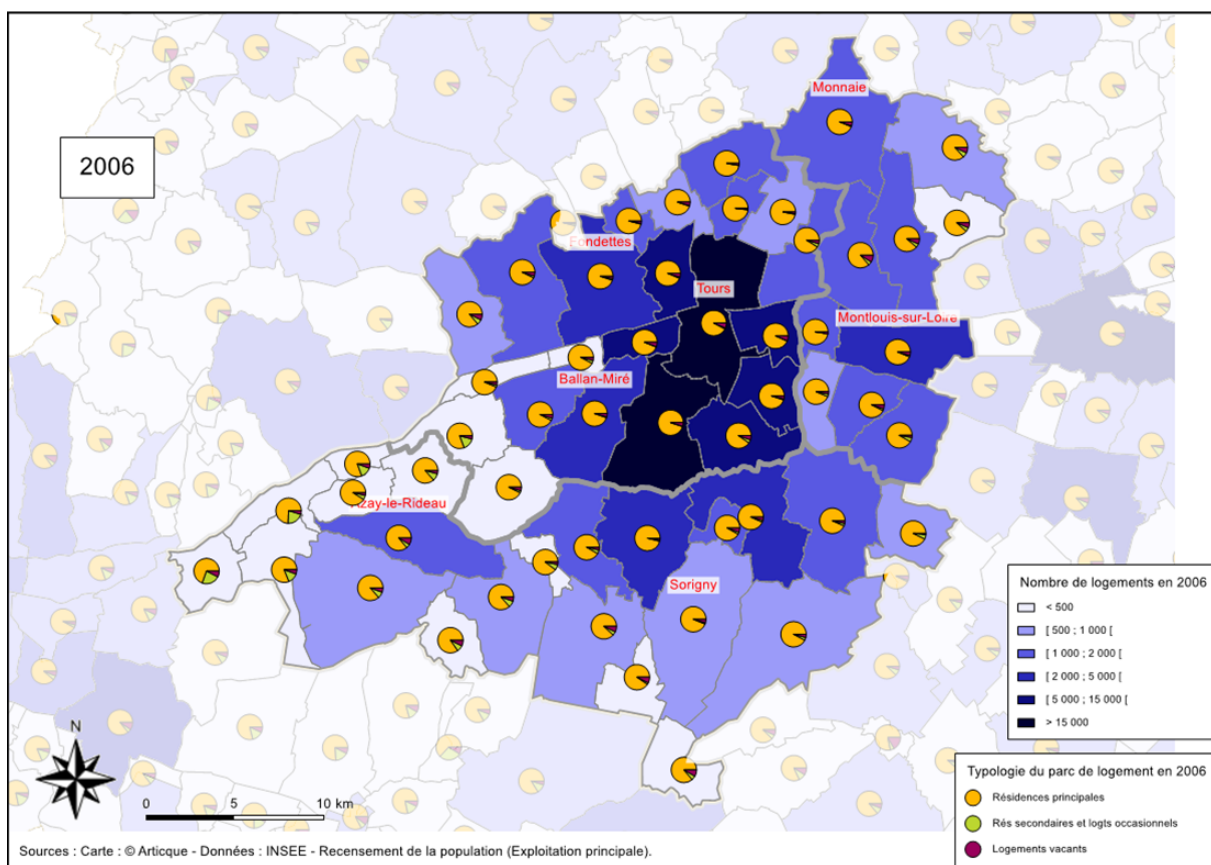 2006
Monnaie
Fondettes
Tours
Montlouis-sur-Loire
Ballan-Miré
Azay-le-Rideau
Sorigny
Nombre de logements en 2006
< 500
[ 500 ; 1 000 [
[ 1 000 ; 2 000 [
[ 2 000 ; 5 000 [
[ 5 000 ; 15 000 [
> 15 000
N
0 5 10 km
Typologie du parc de logement en 2006
Résidences principales
Rés secondaires et logts occasionnels
Logements vacants
Sources : Carte : © Articque - Données : INSEE - Recensement de la population (Exploitation principale).